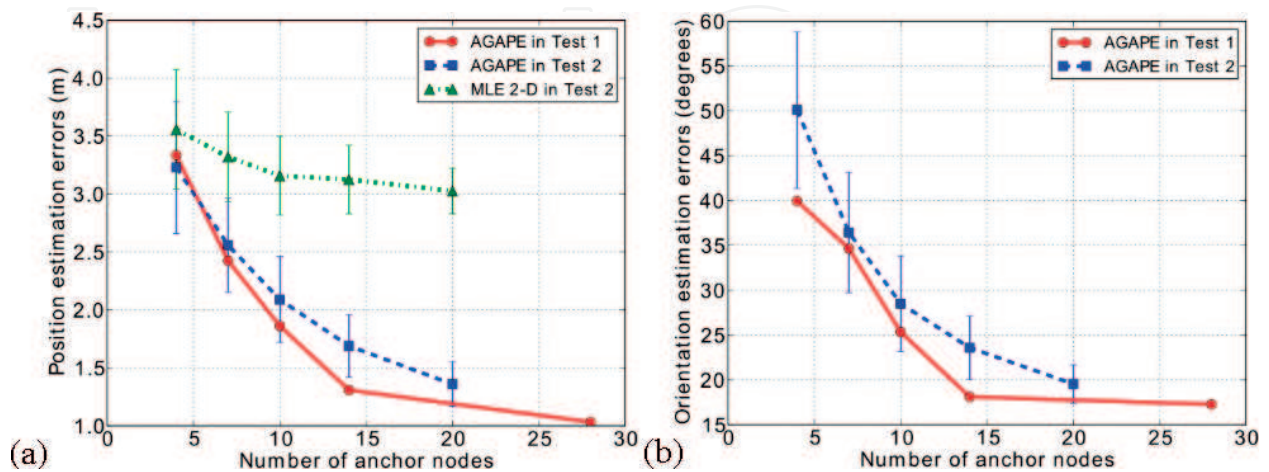 4.5
4.0
3.5
3.0
2.5
2.0
1.5
1.0
Position estimation errors (m)
AGAPE in Test 1
AGAPE in Test 2
MLE 2-D in Test 2
0 5 10 15 20 25 30
Number of anchor nodes
(a)
60
55
50
45
40
35
30
25
20
15
Orientation estimation errors (degrees)
AGAPE in Test 1
AGAPE in Test 2
0 5 10 15 20 25 30
Number of anchor nodes
(b)